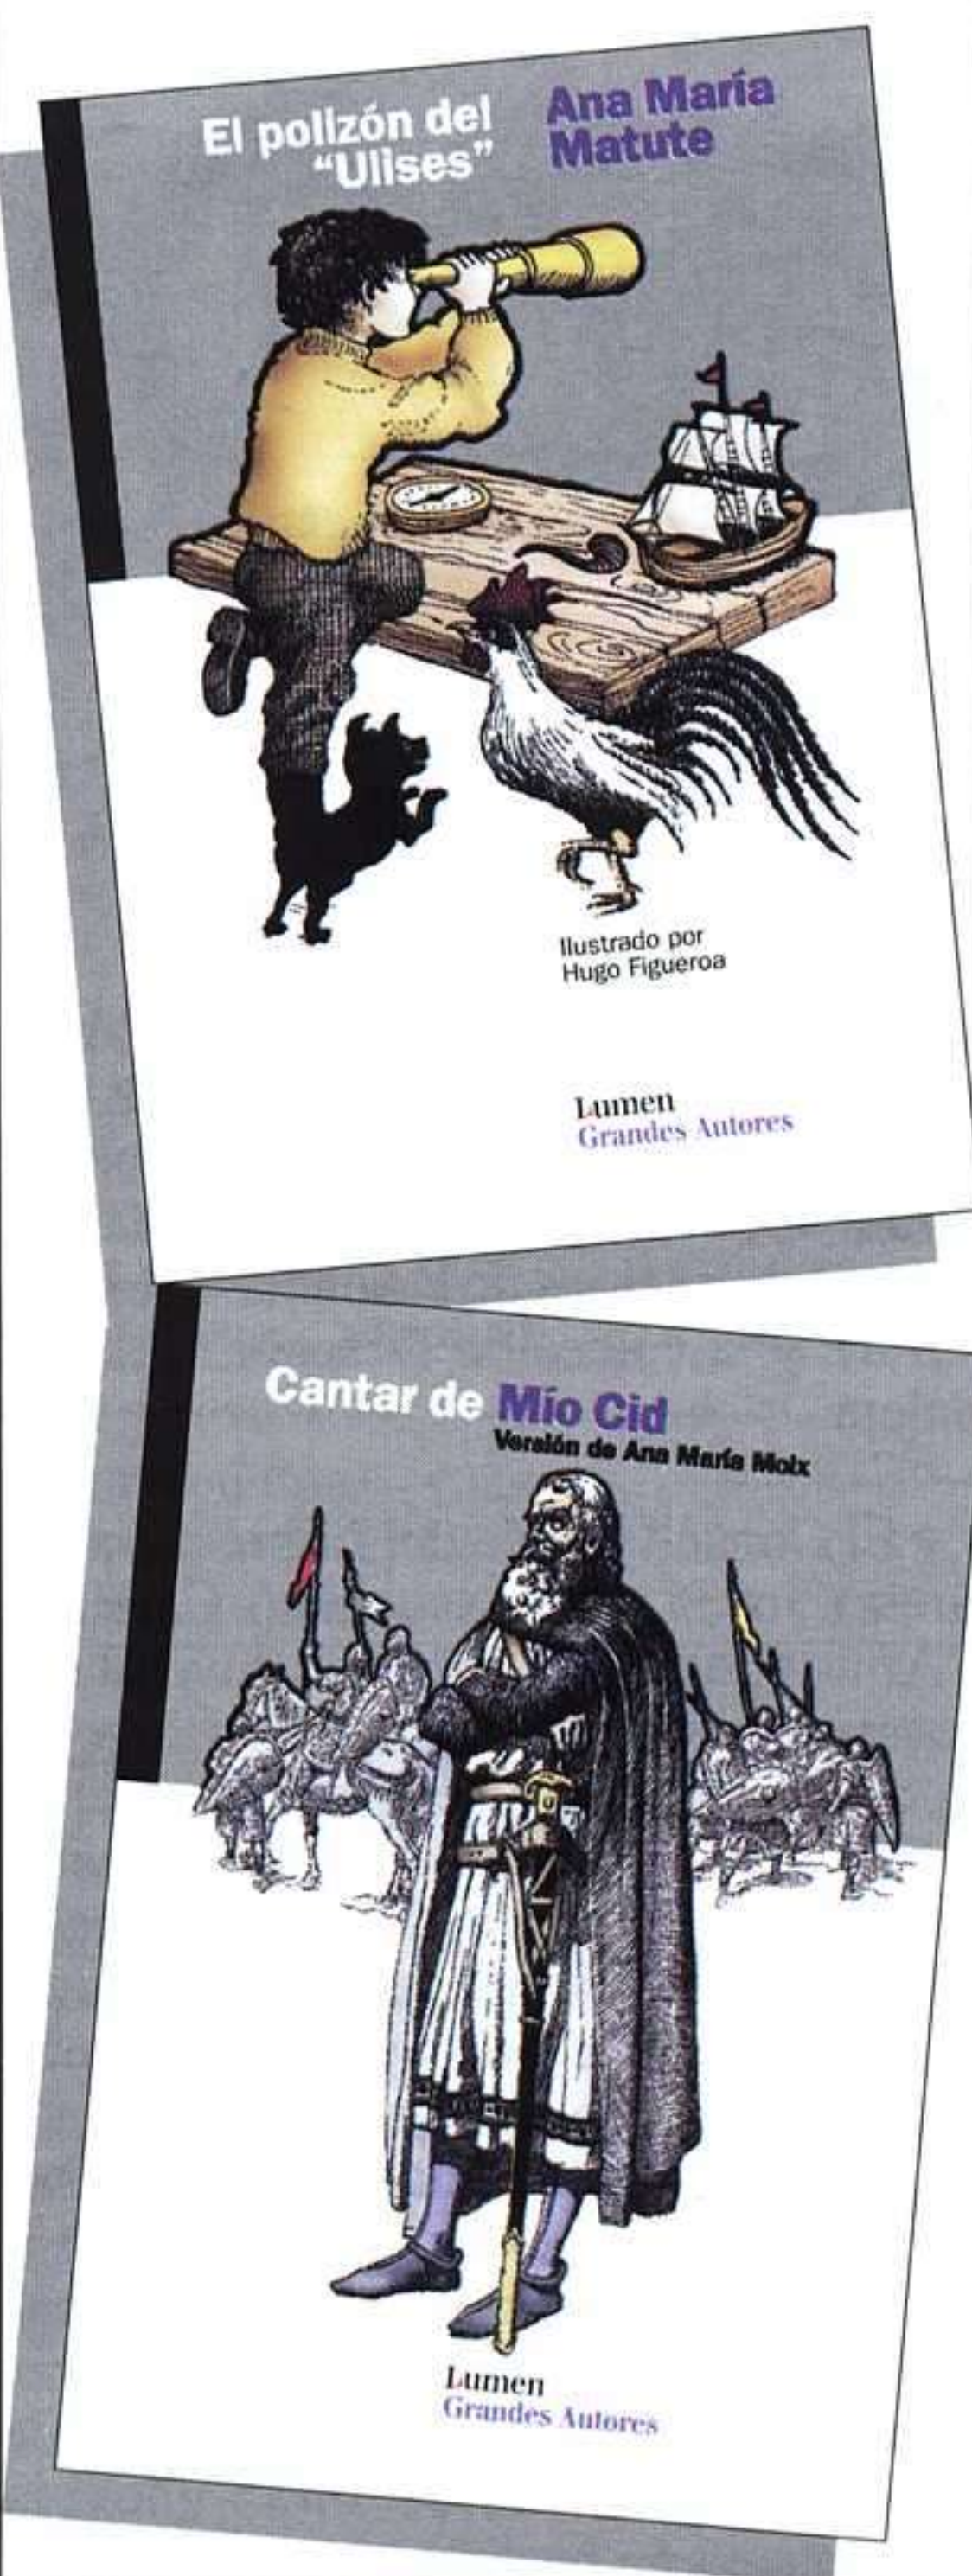 El polizón del
“Ulises”
Ana María
Matute
Ilustrado por
Hugo Figueroa
Lumen
Grandes Autores
Cantar de Mío Cid
Versión de Ana María Moix
Lumen
Grandes Autores